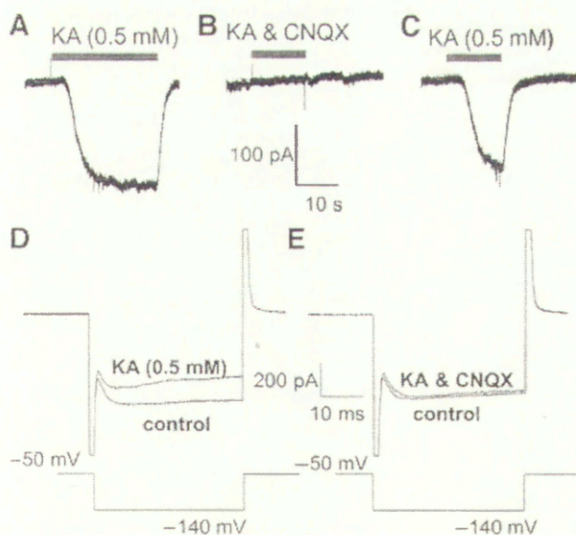 A
KA (0.5 mM)
B
KA & CNQX
C
KA (0.5 mM)
100 pA
10 s
D
KA (0.5 mM)
control
-50 mV
-140 mV
200 pA
10 ms
E
KA & CNQX
control
-50 mV
-140 mV